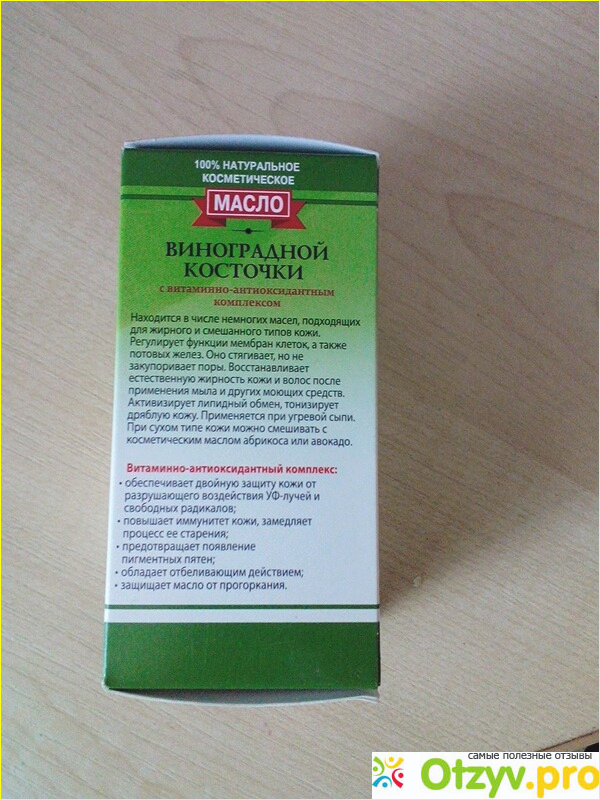 100% НАТУРАЛЬНОЕ
КОСМЕТИЧЕСКОЕ
МАСЛО
ВИНОГРАДНОЙ
КОСТОЧКИ
с витаминно-антиоксидантным
комплексом
Находится в числе немногих масел, подходящих
для жирного и смешанного типов кожи.
Регулирует функции мембран клеток, а также
потовых желез. Оно стягивает, но не
закупоривает поры. Восстанавливает
естественную жирность кожи и волос после
применения мыла и других моющих средств.
Активизирует липидный обмен, тонизирует
дряблую кожу. Применяется при угревой сыпи.
При сухом типе кожи можно смешивать с
косметическим маслом абрикоса или авокадо.
Витаминно-антиоксидантный комплекс:
• обеспечивает двойную защиту кожи от
разрушающего воздействия УФ-лучей и
свободных радикалов;
• повышает иммунитет кожи, замедляет
процесс ее старения;
• предотвращает появление
пигментных пятен;
• обладает отбеливающим действием;
• защищает масло от прогоркания.
самые полезные отзывы
Otzyv.pro